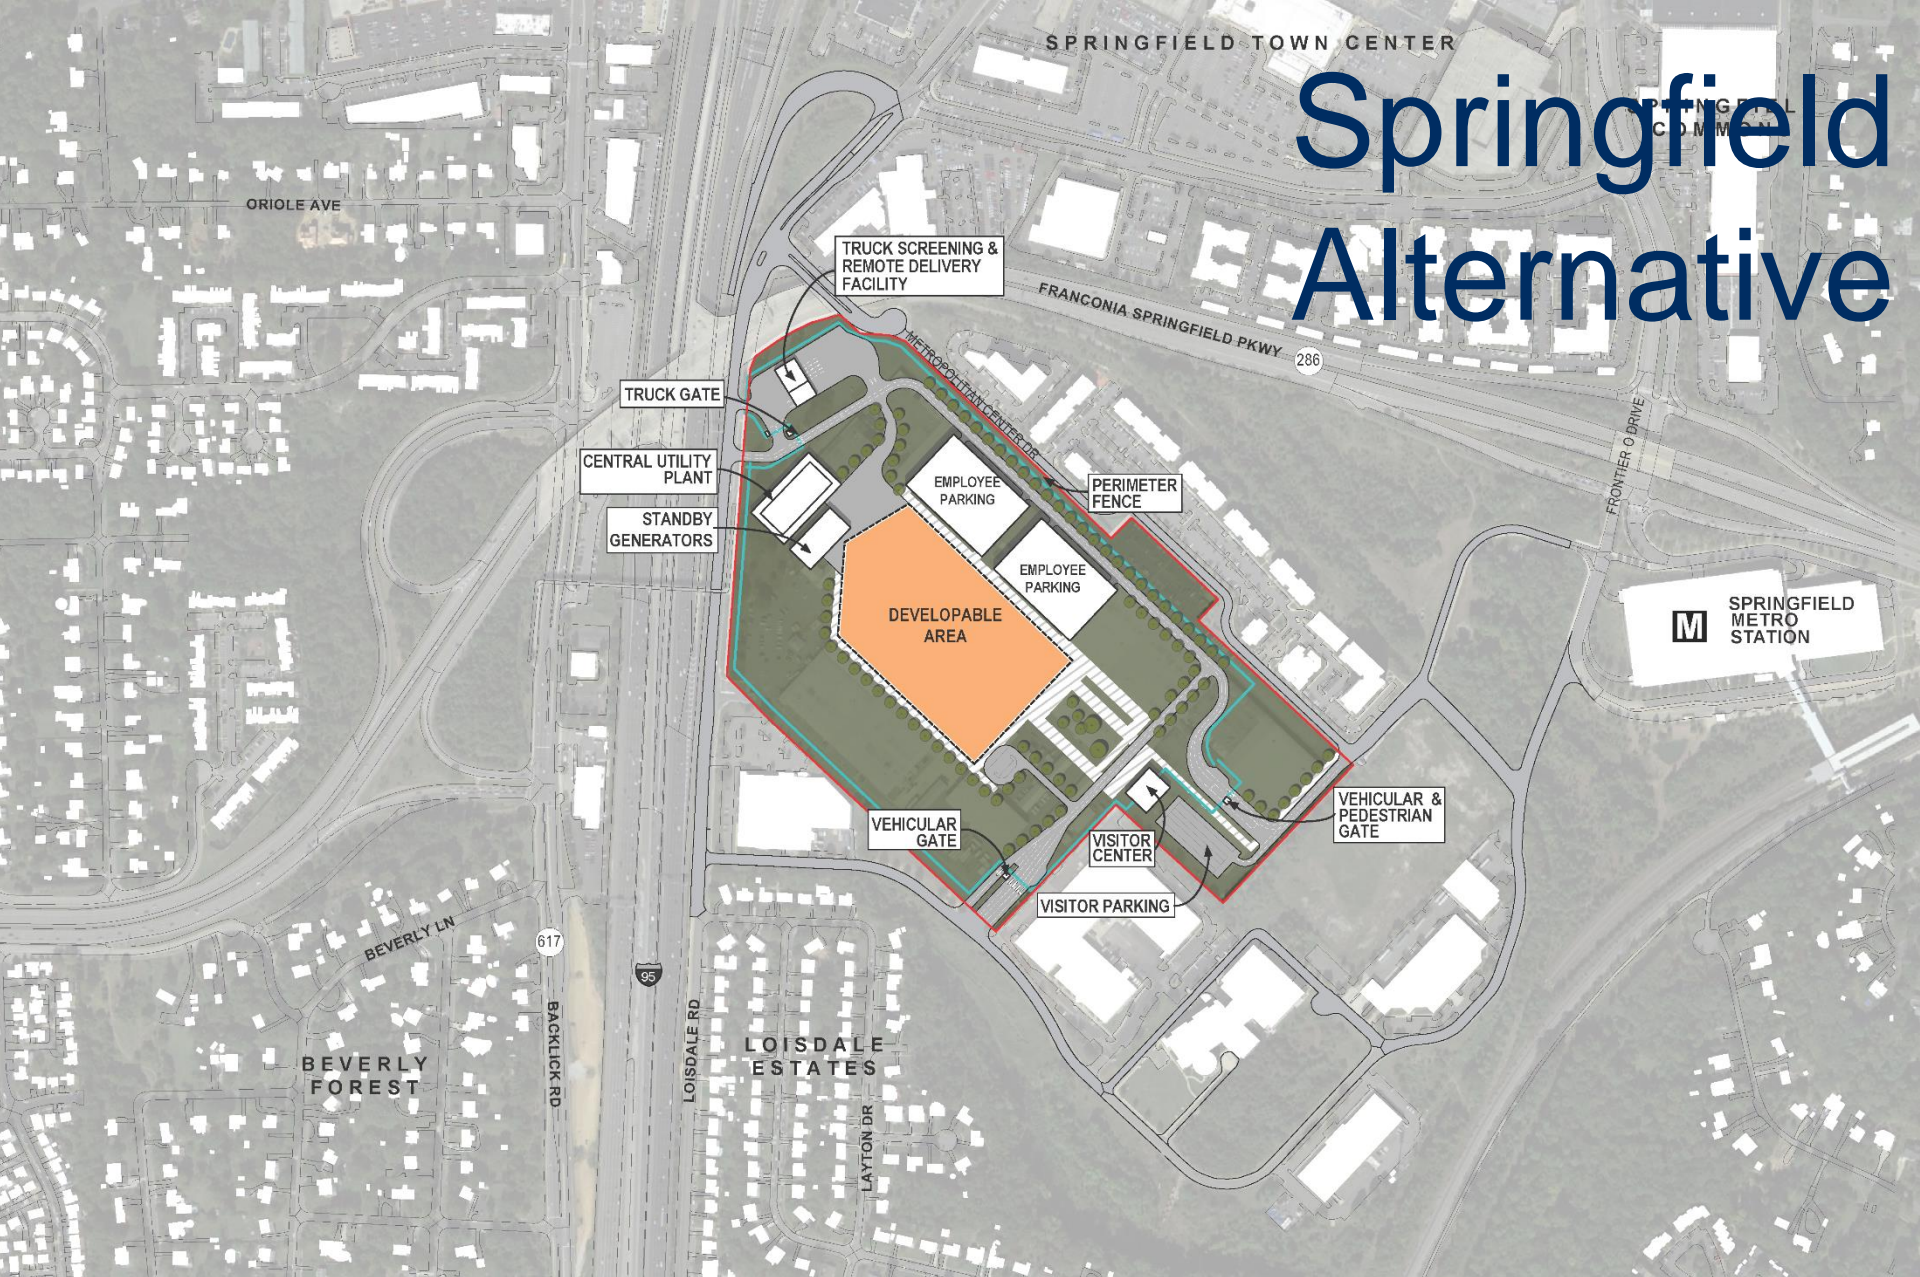 SPRINGFIELD TOWN CENTER
Springfield
Alternative
ORIOLE AVE
TRUCK SCREENING &
REMOTE DELIVERY
FACILITY
FRANCONIA SPRINGFIELD PKWY
286
METROPOLITIAN CENTER DR
TRUCK GATE
FRONTIER O DRIVE
CENTRAL UTILITY
PLANT
EMPLOYEE
PARKING
PERIMETER
FENCE
STANDBY
GENERATORS
EMPLOYEE
PARKING
DEVELOPABLE
AREA
M
SPRINGFIELD
METRO
STATION
VEHICULAR
GATE
VISITOR
CENTER
VEHICULAR &
PEDESTRIAN
GATE
VISITOR PARKING
BEVERLY LN
617
95
BACKLICK RD
LOISDALE RD
LOISDALE
ESTATES
BEVERLY
FOREST
LAYTON DR